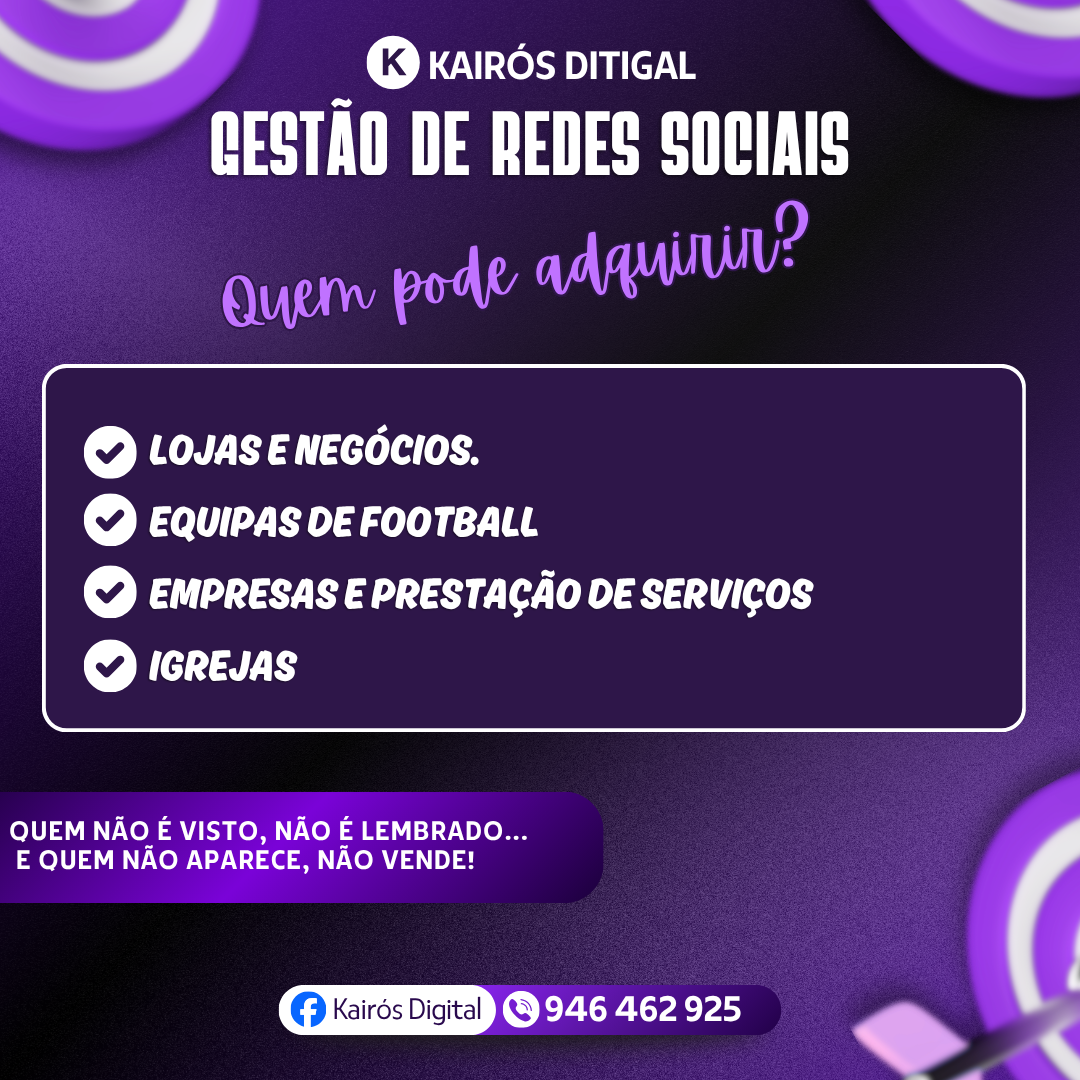 K KAIRÓS DITIGAL
GESTÃO DE REDES SOCIAIS
Quem pode adquirir?
LOJAS E NEGÓCIOS.
EQUIPAS DE FOOTBALL
EMPRESAS E PRESTAÇÃO DE SERVIÇOS
IGREJAS
QUEM NÃO É VISTO, NÃO É LEMBRADO...
E QUEM NÃO APARECE, NÃO VENDE!
Kairós Digital 946 462 925